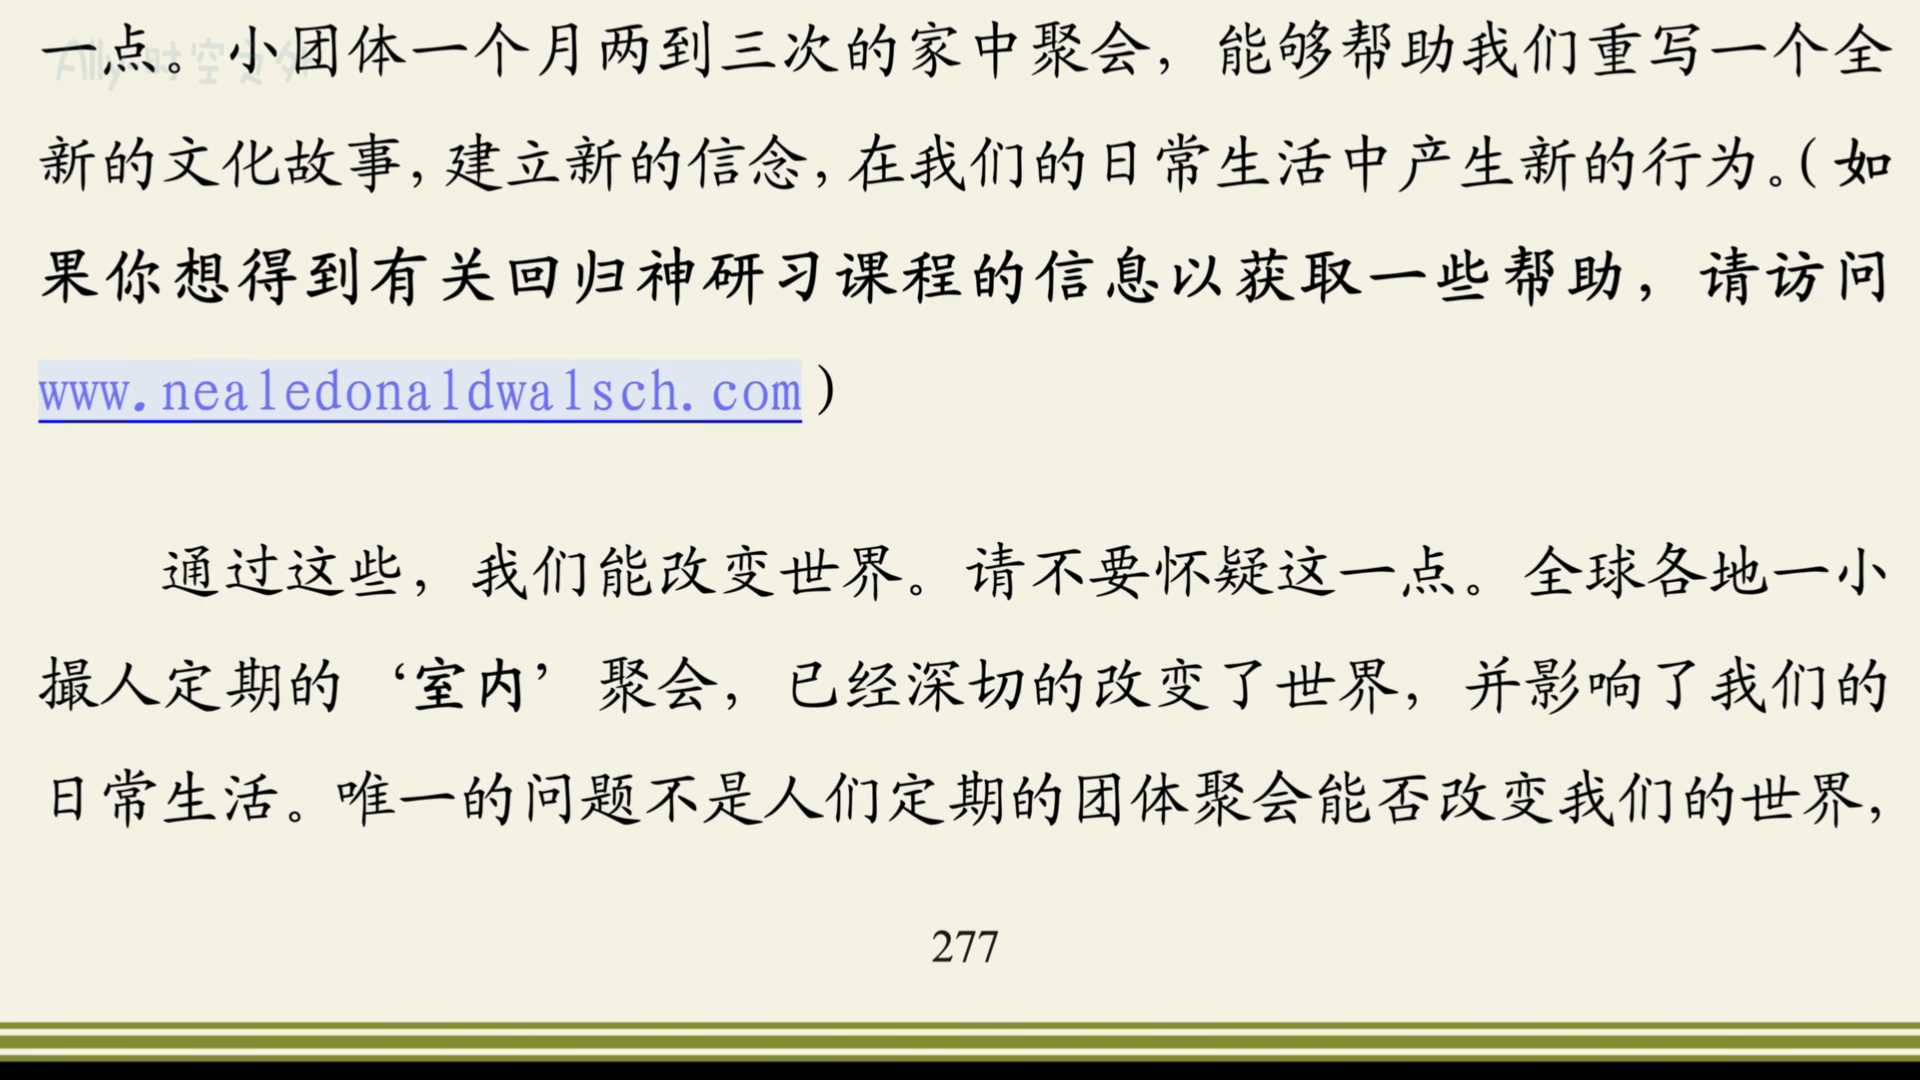 一点。小团体一个月两到三次的家中聚会，能够帮助我们重写一个全
新的文化故事，建立新的信念，在我们的日常生活中产生新的行为。（如
果你想得到有关回归神研习课程的信息以获取一些帮助，请访问
www.nealedonaldwalsch.com）
通过这些，我们能改变世界。请不要怀疑这一点。全球各地一小
撮人定期的‘室内’聚会，已经深切的改变了世界，并影响了我们的
日常生活。唯一的问题不是人们定期的团体聚会能否改变我们的世界，
277
Ally时空之外